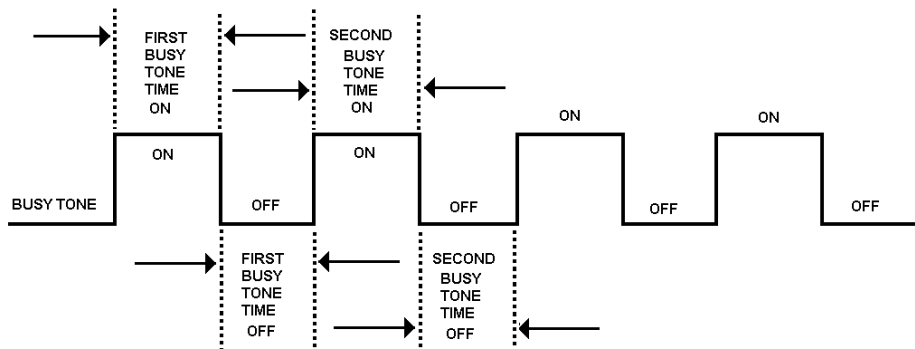 FIRST
BUSY
TONE
TIME
ON
SECOND
BUSY
TONE
TIME
ON
ON
ON
ON
ON
BUSY TONE
OFF
OFF
OFF
OFF
FIRST
BUSY
TONE
TIME
OFF
SECOND
BUSY
TONE
TIME
OFF